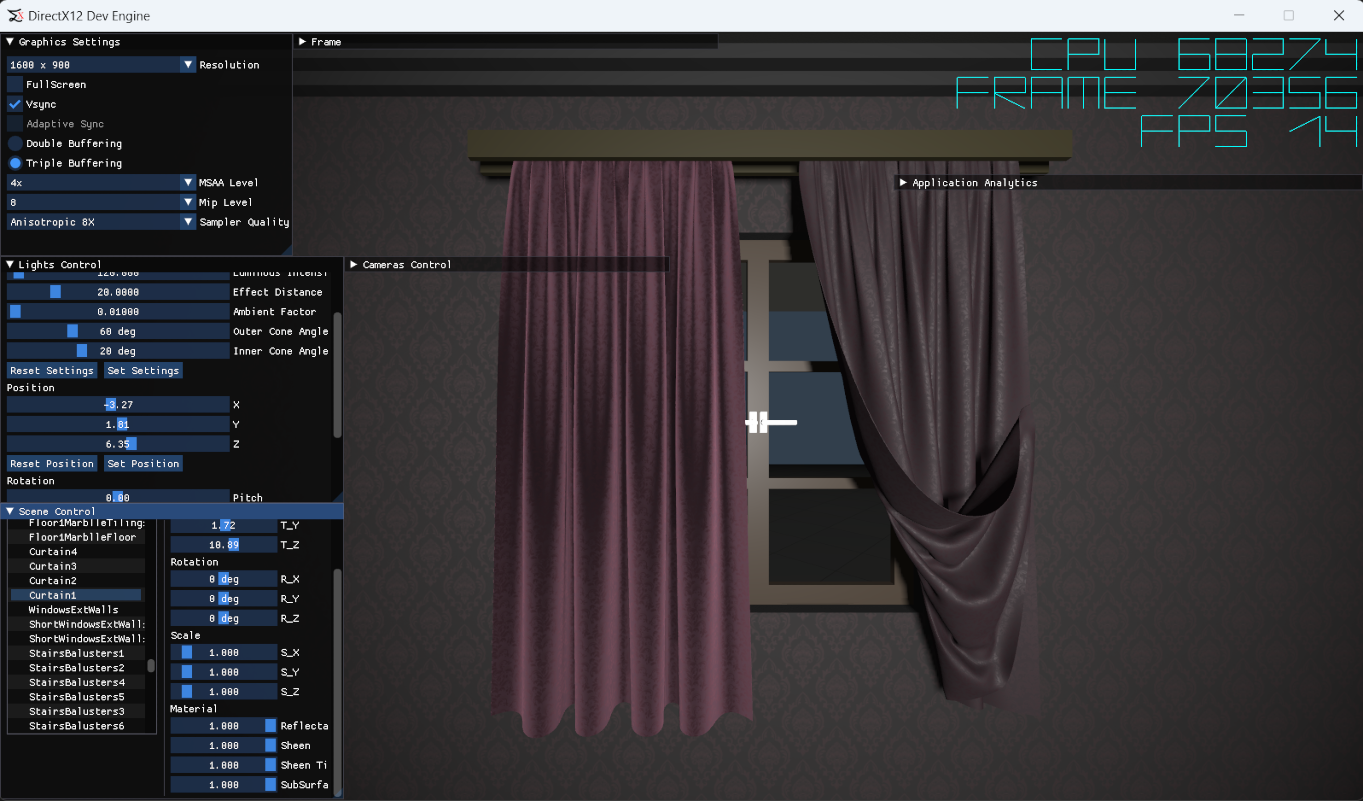 DirectX12 Dev Engine
Graphics Settings
1600 x 900 Resolution
FullScreen
Vsync
Adaptive Sync
Double Buffering
Triple Buffering
4x MSAA Level
8 Mip Level
Anisotropic 8X Sampler Quality
Frame
CPU 68274
FRAME 70356
FPS 14
Application Analytics
Lights Control
120.000 Luminous Intensi
20.0000 Effect Distance
0.01000 Ambient Factor
60 deg Outer Cone Angle
20 deg Inner Cone Angle
Reset Settings Set Settings
Position
-3.27 X
1.01 Y
6.35 Z
Reset Position Set Position
Rotation
0.00 Pitch
Cameras Control
Scene Control
Floor1MarblleTiling:
Floor1MarblleFloor
Curtain4
Curtain3
Curtain2
Curtain1
WindowsExtWalls
ShortWindowsExtWall:
ShortWindowsExtWall:
StairsBalusters1
StairsBalusters2
StairsBalusters4
StairsBalusters5
StairsBalusters3
StairsBalusters6
1.72 T_Y
10.89 T_Z
Rotation
0 deg R_X
0 deg R_Y
0 deg R_Z
Scale
1.000 S_X
1.000 S_Y
1.000 S_Z
Material
1.000 Reflecta
1.000 Sheen
1.000 Sheen Ti
1.000 SubSurfa